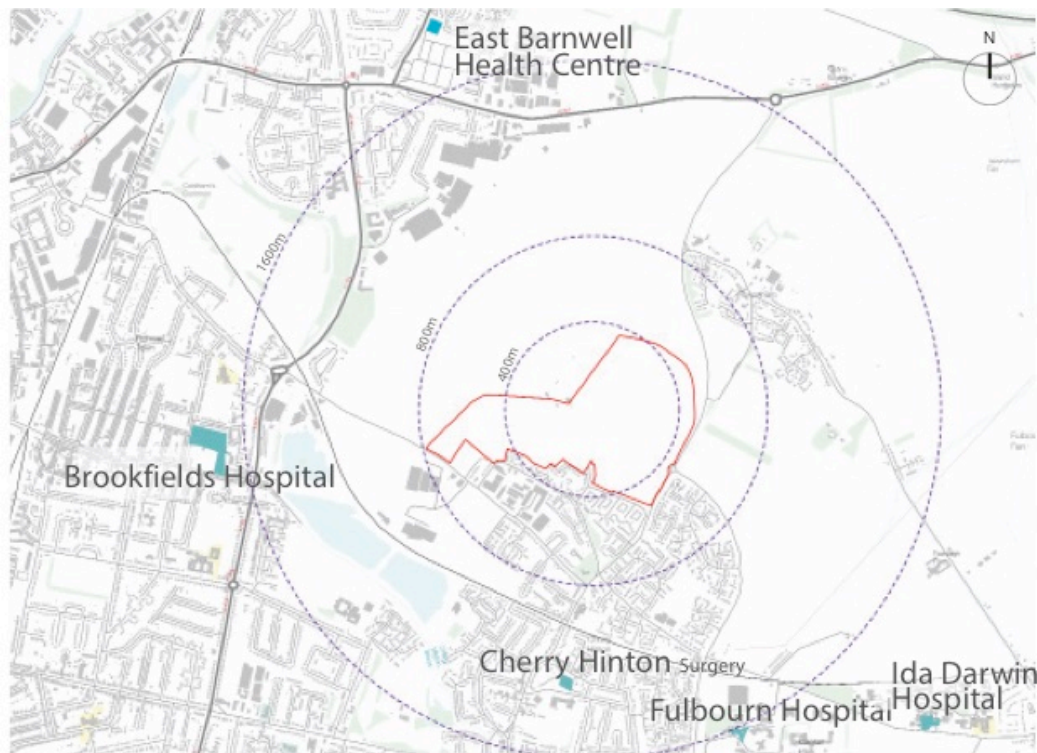 East Barnwell
Health Centre
N
1600m
800m
400m
Brookfields Hospital
Cherry Hinton Surgery
Ida Darwin
Hospital
Fulbourn Hospital